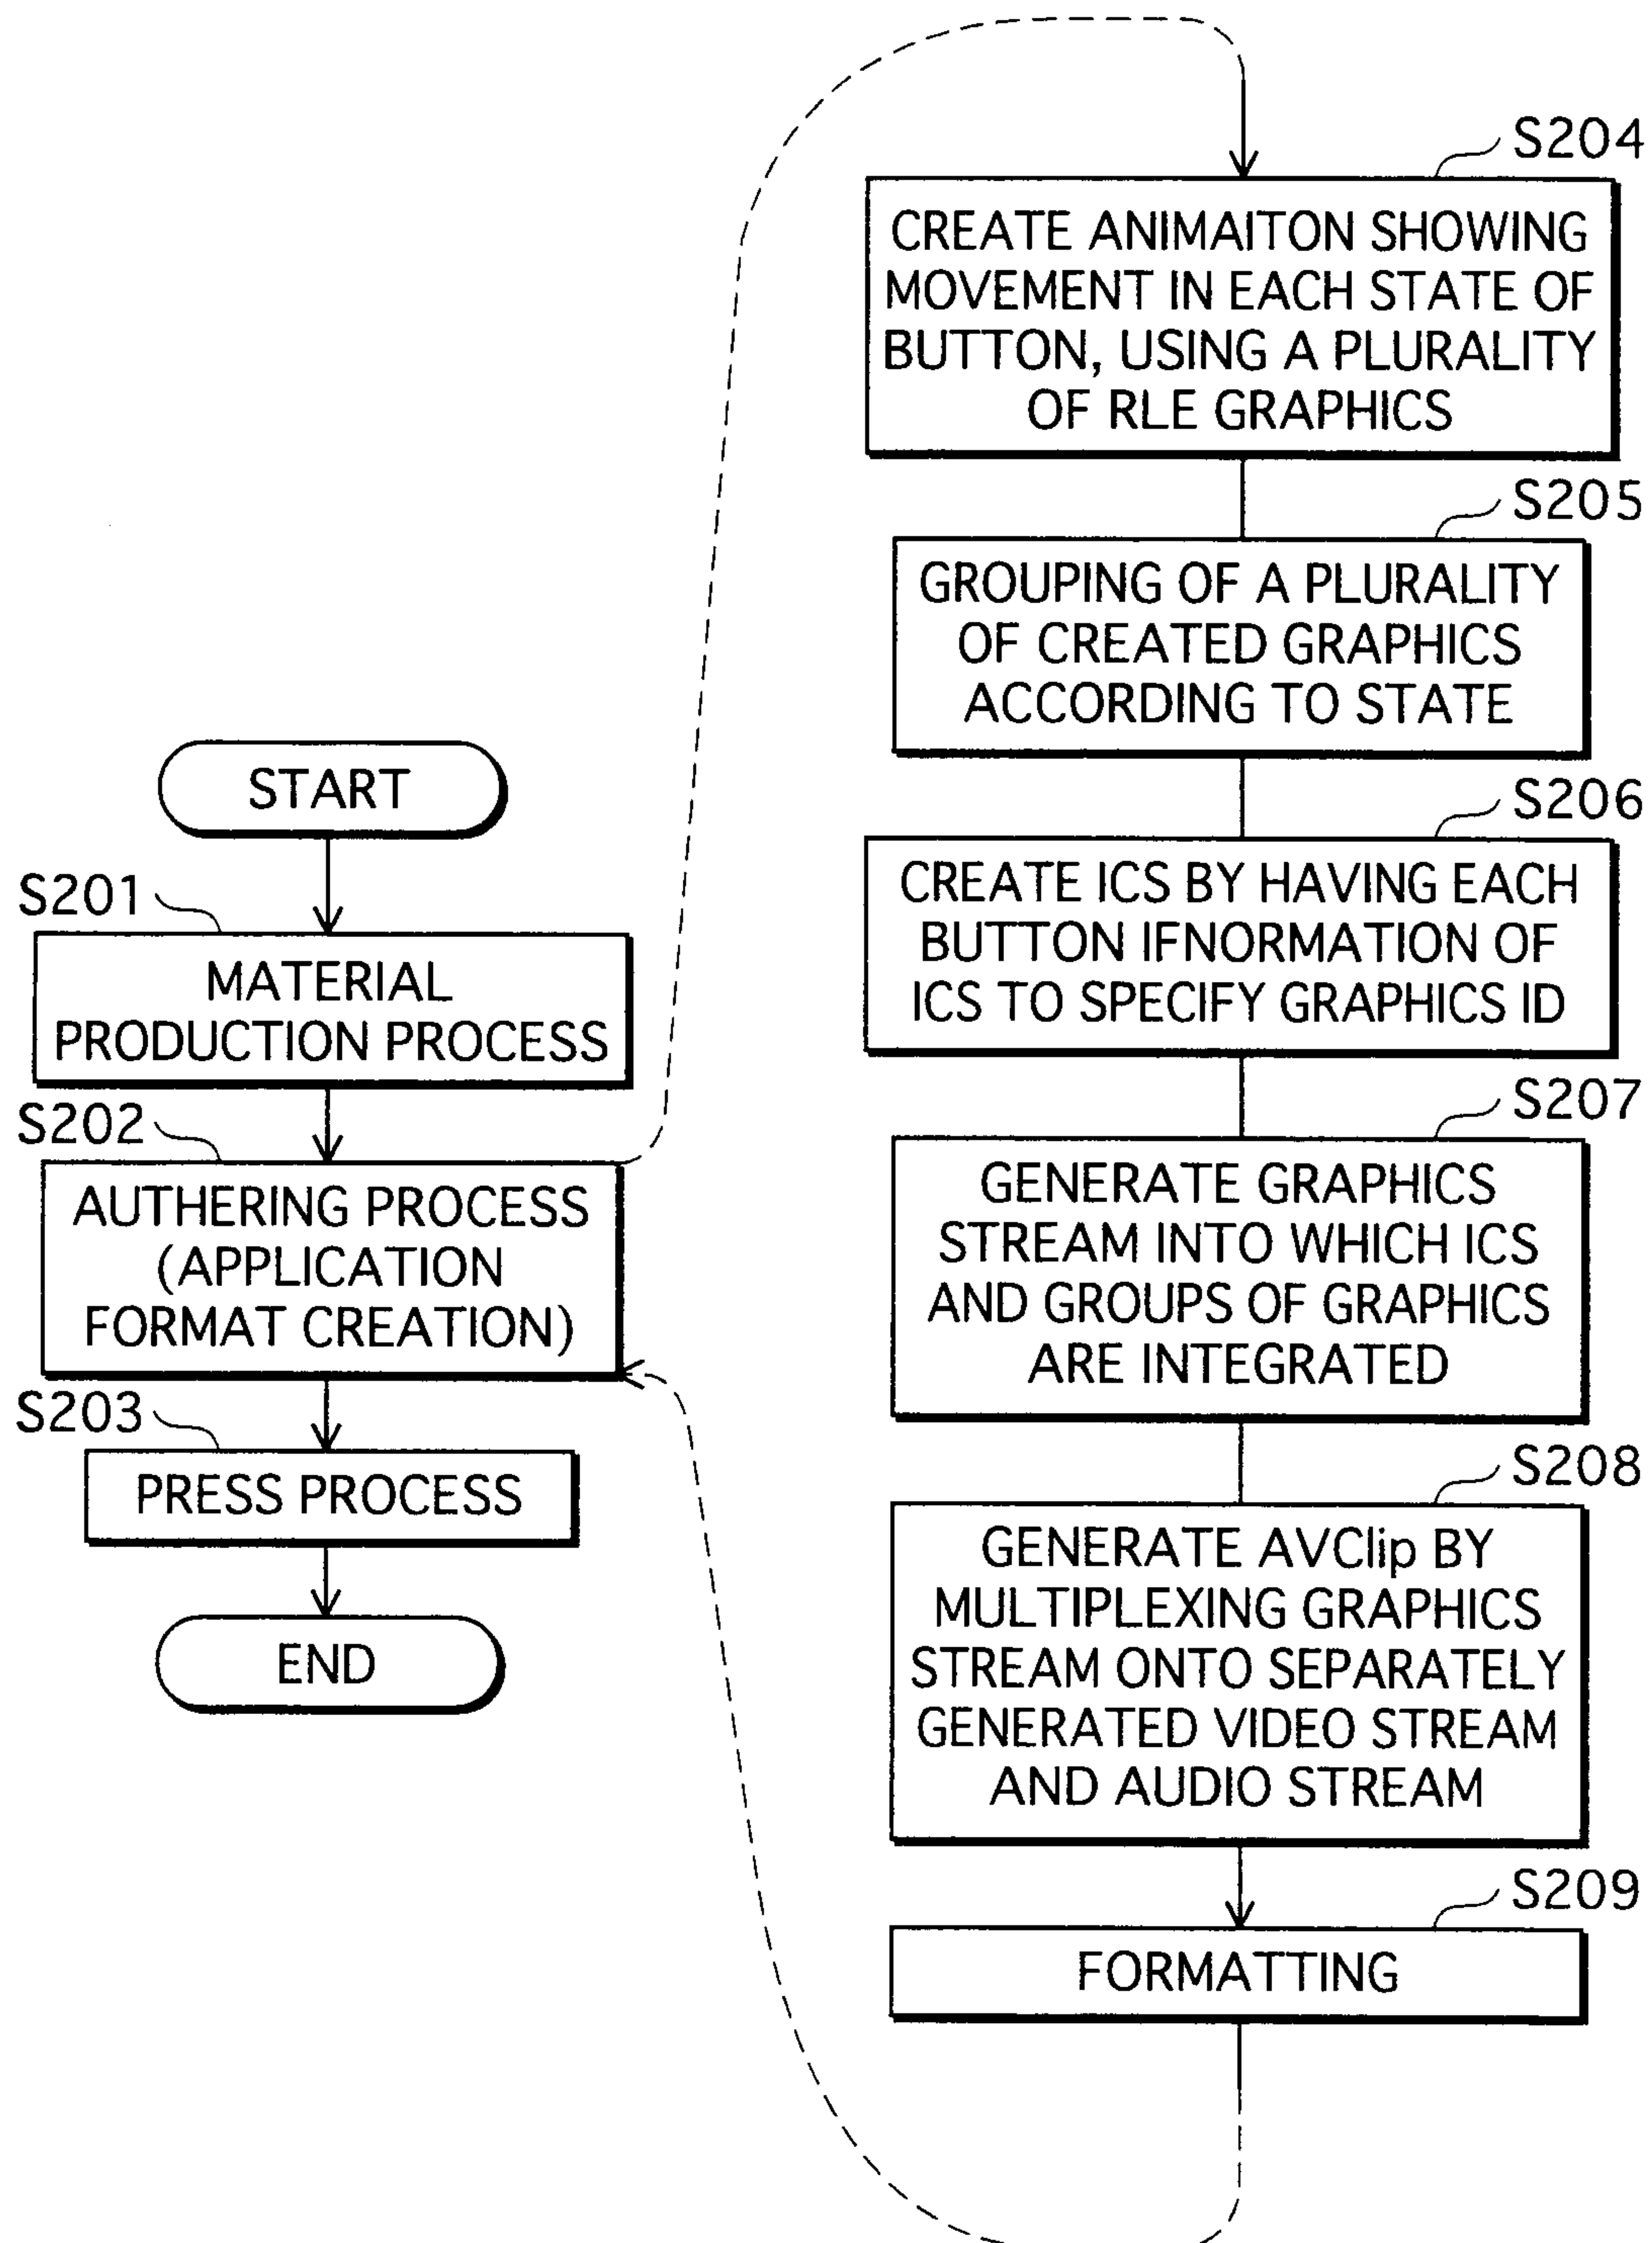 START
S201
MATERIAL
PRODUCTION PROCESS
S202
AUTHERING PROCESS
(APPLICATION
FORMAT CREATION)
S203
PRESS PROCESS
END
S204
CREATE ANIMAITON SHOWING
MOVEMENT IN EACH STATE OF
BUTTON, USING A PLURALITY
OF RLE GRAPHICS
S205
GROUPING OF A PLURALITY
OF CREATED GRAPHICS
ACCORDING TO STATE
S206
CREATE ICS BY HAVING EACH
BUTTON IFNORMATION OF
ICS TO SPECIFY GRAPHICS ID
S207
GENERATE GRAPHICS
STREAM INTO WHICH ICS
AND GROUPS OF GRAPHICS
ARE INTEGRATED
S208
GENERATE AVClip BY
MULTIPLEXING GRAPHICS
STREAM ONTO SEPARATELY
GENERATED VIDEO STREAM
AND AUDIO STREAM
S209
FORMATTING